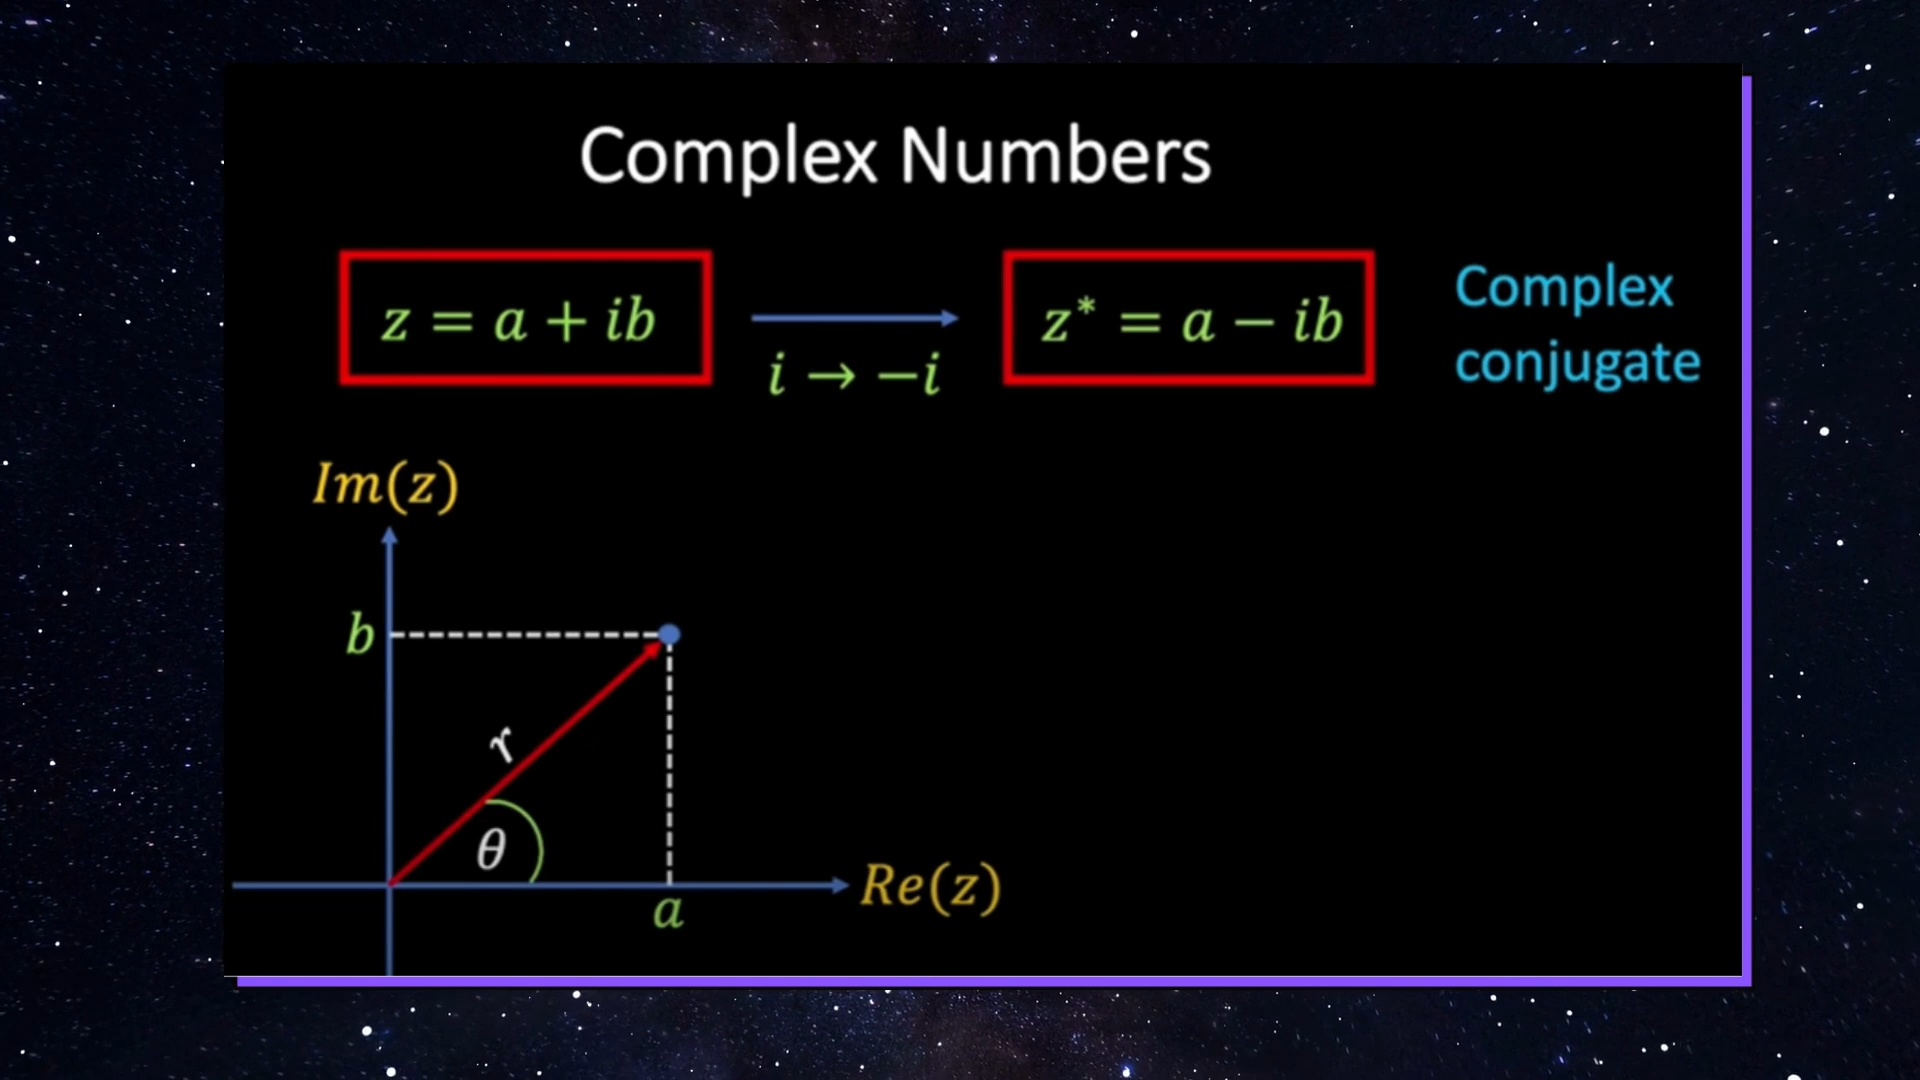 Complex Numbers
z = a + ib
i → −i
z* = a − ib
Complex
conjugate
Im(z)
b
r
θ
a
Re(z)